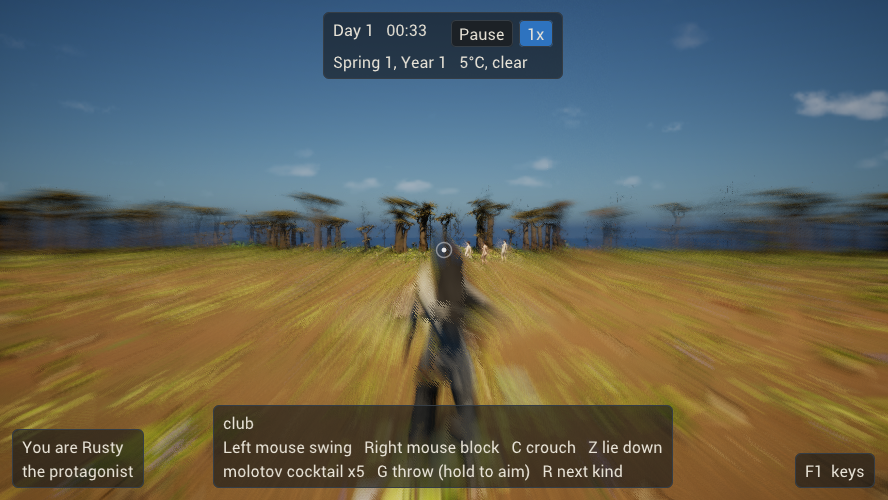 Day 1 00:33 Pause 1x
Spring 1, Year 1 5°C, clear
club
Left mouse swing Right mouse block C crouch Z lie down
molotov cocktail x5 G throw (hold to aim) R next kind
You are Rusty
the protagonist
F1 keys